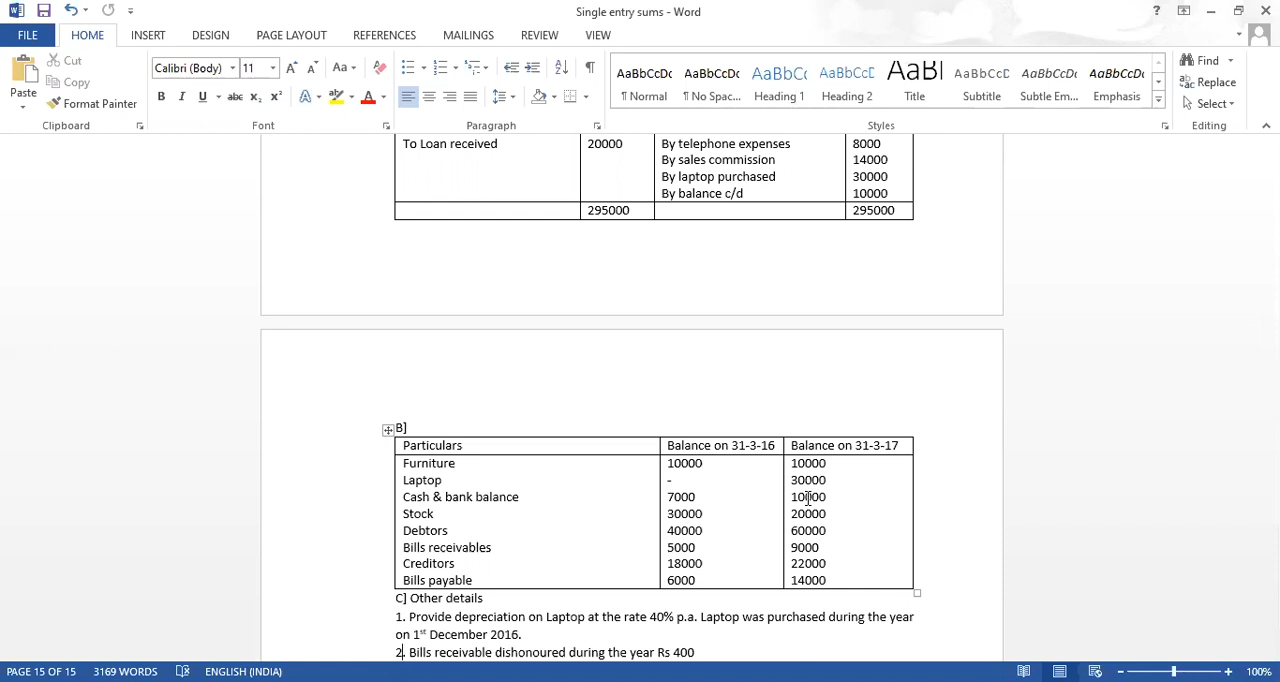 Single entry sums - Word
FILE HOME INSERT DESIGN PAGE LAYOUT REFERENCES MAILINGS REVIEW VIEW
Paste
Cut
Copy
Format Painter
Clipboard
Calibri (Body) 11
Font
Paragraph
AaBbCcDc AaBbCcDc AaBbCc AaBbCcD AaBl AaBbCcD AaBbCcDc AaBbCcDc
¶ Normal ¶ No Spac... Heading 1 Heading 2 Title Subtitle Subtle Em... Emphasis
Styles
Find
Replace
Select
Editing
To Loan received 20000 By telephone expenses 8000
By sales commission 14000
By laptop purchased 30000
By balance c/d 10000
295000 295000
B]
Particulars Balance on 31-3-16 Balance on 31-3-17
Furniture 10000 10000
Laptop - 30000
Cash & bank balance 7000 10000
Stock 30000 20000
Debtors 40000 60000
Bills receivables 5000 9000
Creditors 18000 22000
Bills payable 6000 14000
C] Other details
1. Provide depreciation on Laptop at the rate 40% p.a. Laptop was purchased during the year
on 1st December 2016.
2. Bills receivable dishonoured during the year Rs 400
PAGE 15 OF 15 3169 WORDS ENGLISH (INDIA) 100%